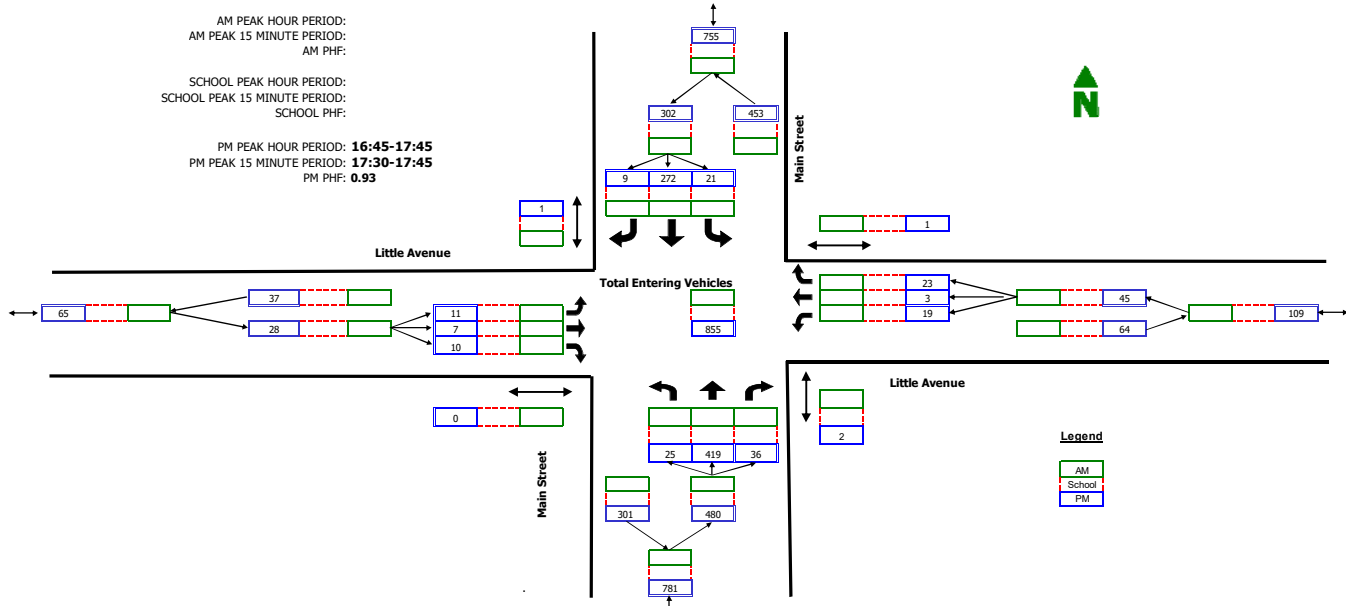 AM PEAK HOUR PERIOD:
AM PEAK 15 MINUTE PERIOD:
AM PHF:
SCHOOL PEAK HOUR PERIOD:
SCHOOL PEAK 15 MINUTE PERIOD:
SCHOOL PHF:
PM PEAK HOUR PERIOD: 16:45-17:45
PM PEAK 15 MINUTE PERIOD: 17:30-17:45
PM PHF: 0.93
755
302 453
9 272 21
Main Street
N
1
1
Little Avenue
Total Entering Vehicles
855
65
37
28
11
7
10
23
3
19
45
64
109
Little Avenue
0
2
25 419 36
Main Street
301 480
781
Legend
AM
School
PM